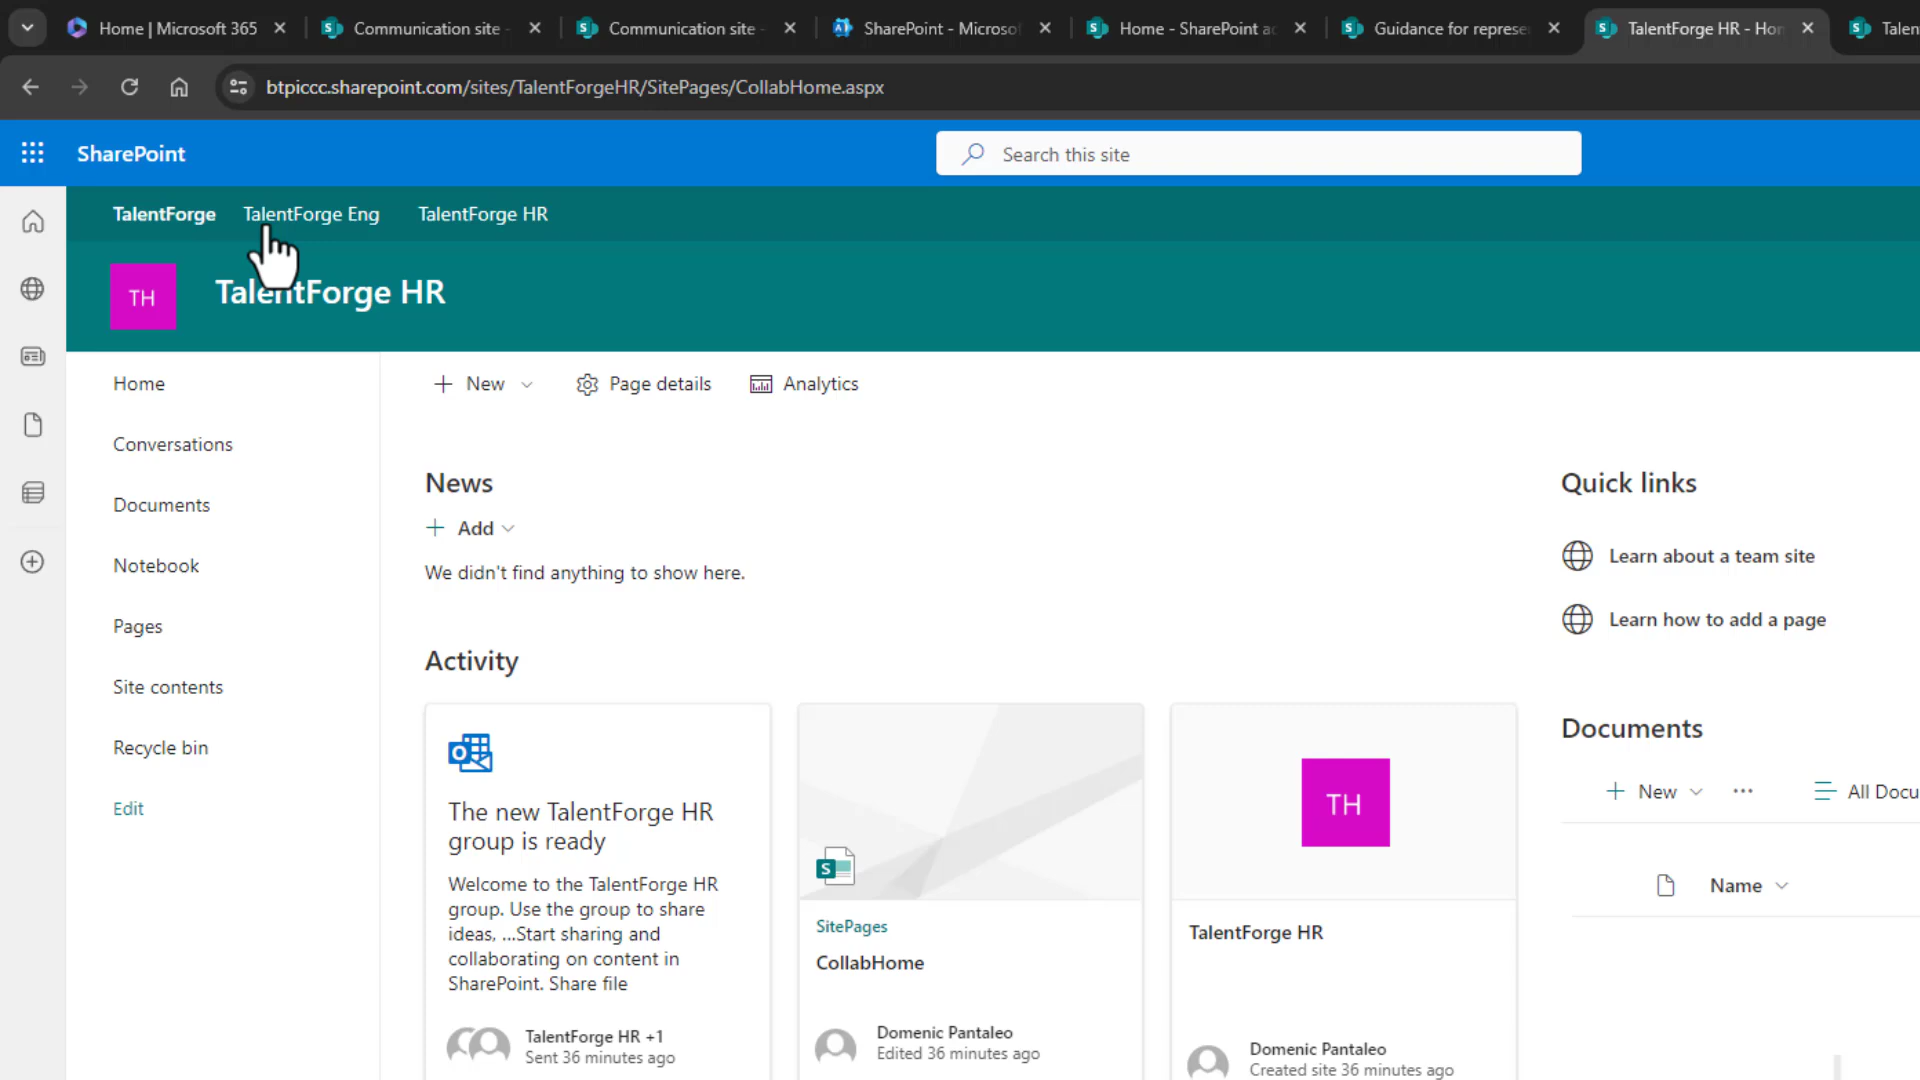 Home | Microsoft 365
Communication site -
Communication site -
SharePoint - Microsof
Home - SharePoint ac
Guidance for represe
TalentForge HR - Hom
Talen
btpiccc.sharepoint.com/sites/TalentForgeHR/SitePages/CollabHome.aspx
SharePoint
Search this site
TalentForge
TalentForge Eng
TalentForge HR
TH
TalentForge HR
Home
Conversations
Documents
Notebook
Pages
Site contents
Recycle bin
Edit
New
Page details
Analytics
News
Add
We didn't find anything to show here.
Activity
The new TalentForge HR
group is ready
Welcome to the TalentForge HR
group. Use the group to share
ideas, ...Start sharing and
collaborating on content in
SharePoint. Share file
TalentForge HR +1
Sent 36 minutes ago
SitePages
CollabHome
Domenic Pantaleo
Edited 36 minutes ago
TH
TalentForge HR
Domenic Pantaleo
Created site 36 minutes ago
Quick links
Learn about a team site
Learn how to add a page
Documents
New
All Docu
Name